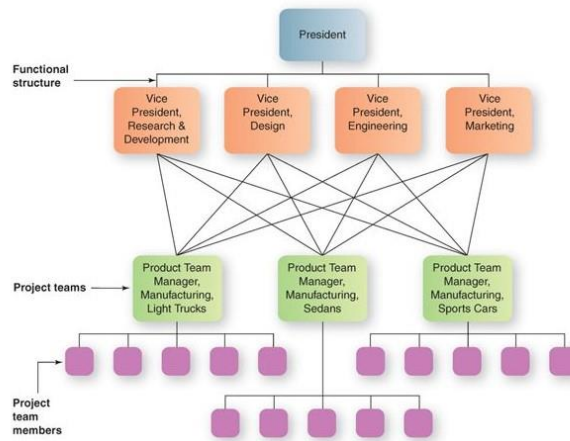 President
Functional
structure
Vice
President,
Research &
Development
Vice
President,
Design
Vice
President,
Engineering
Vice
President,
Marketing
Project teams
Product Team
Manager,
Manufacturing,
Light Trucks
Product Team
Manager,
Manufacturing,
Sedans
Product Team
Manager,
Manufacturing,
Sports Cars
Project
team
members